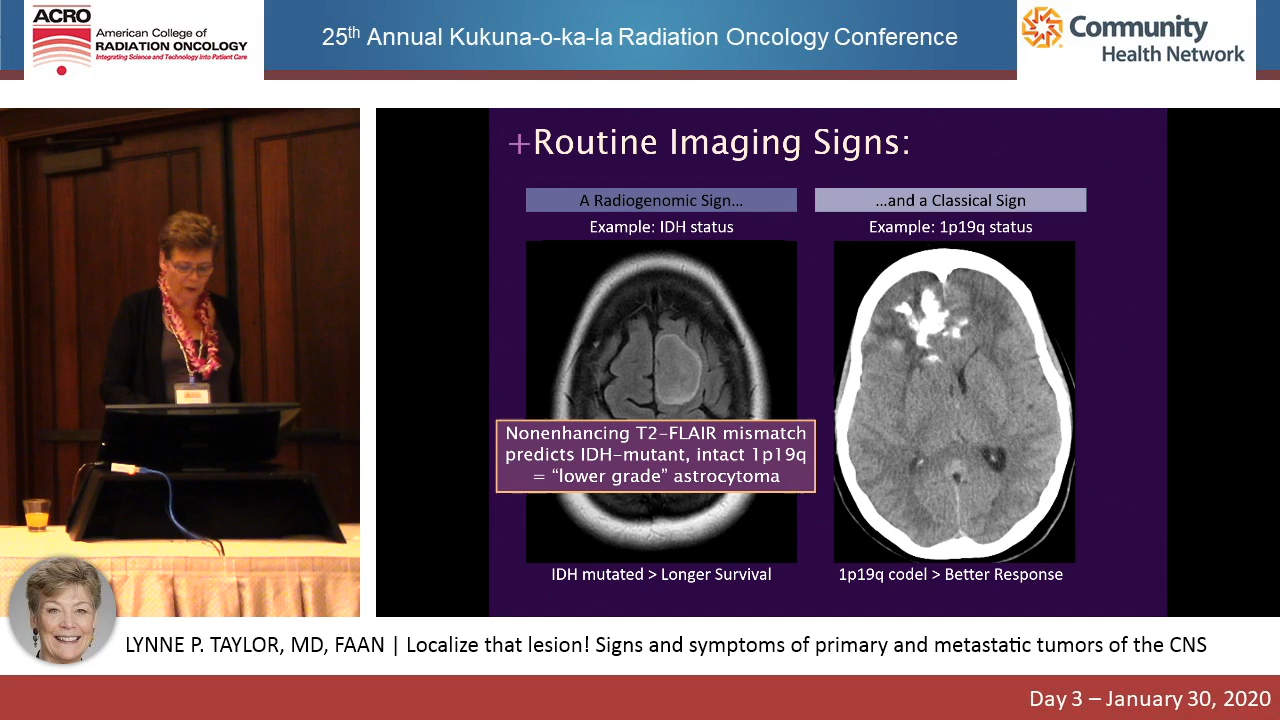 ACRO
American College of
RADIATION ONCOLOGY
Integrating Science and Technology Into Patient Care
25th Annual Kukuna-o-ka-la Radiation Oncology Conference
Community
Health Network
+Routine Imaging Signs:
A Radiogenomic Sign...
...and a Classical Sign
Example: IDH status
Example: 1p19q status
Nonenhancing T2-FLAIR mismatch
predicts IDH-mutant, intact 1p19q
= “lower grade” astrocytoma
IDH mutated > Longer Survival
1p19q codel > Better Response
LYNNE P. TAYLOR, MD, FAAN | Localize that lesion! Signs and symptoms of primary and metastatic tumors of the CNS
Day 3 – January 30, 2020